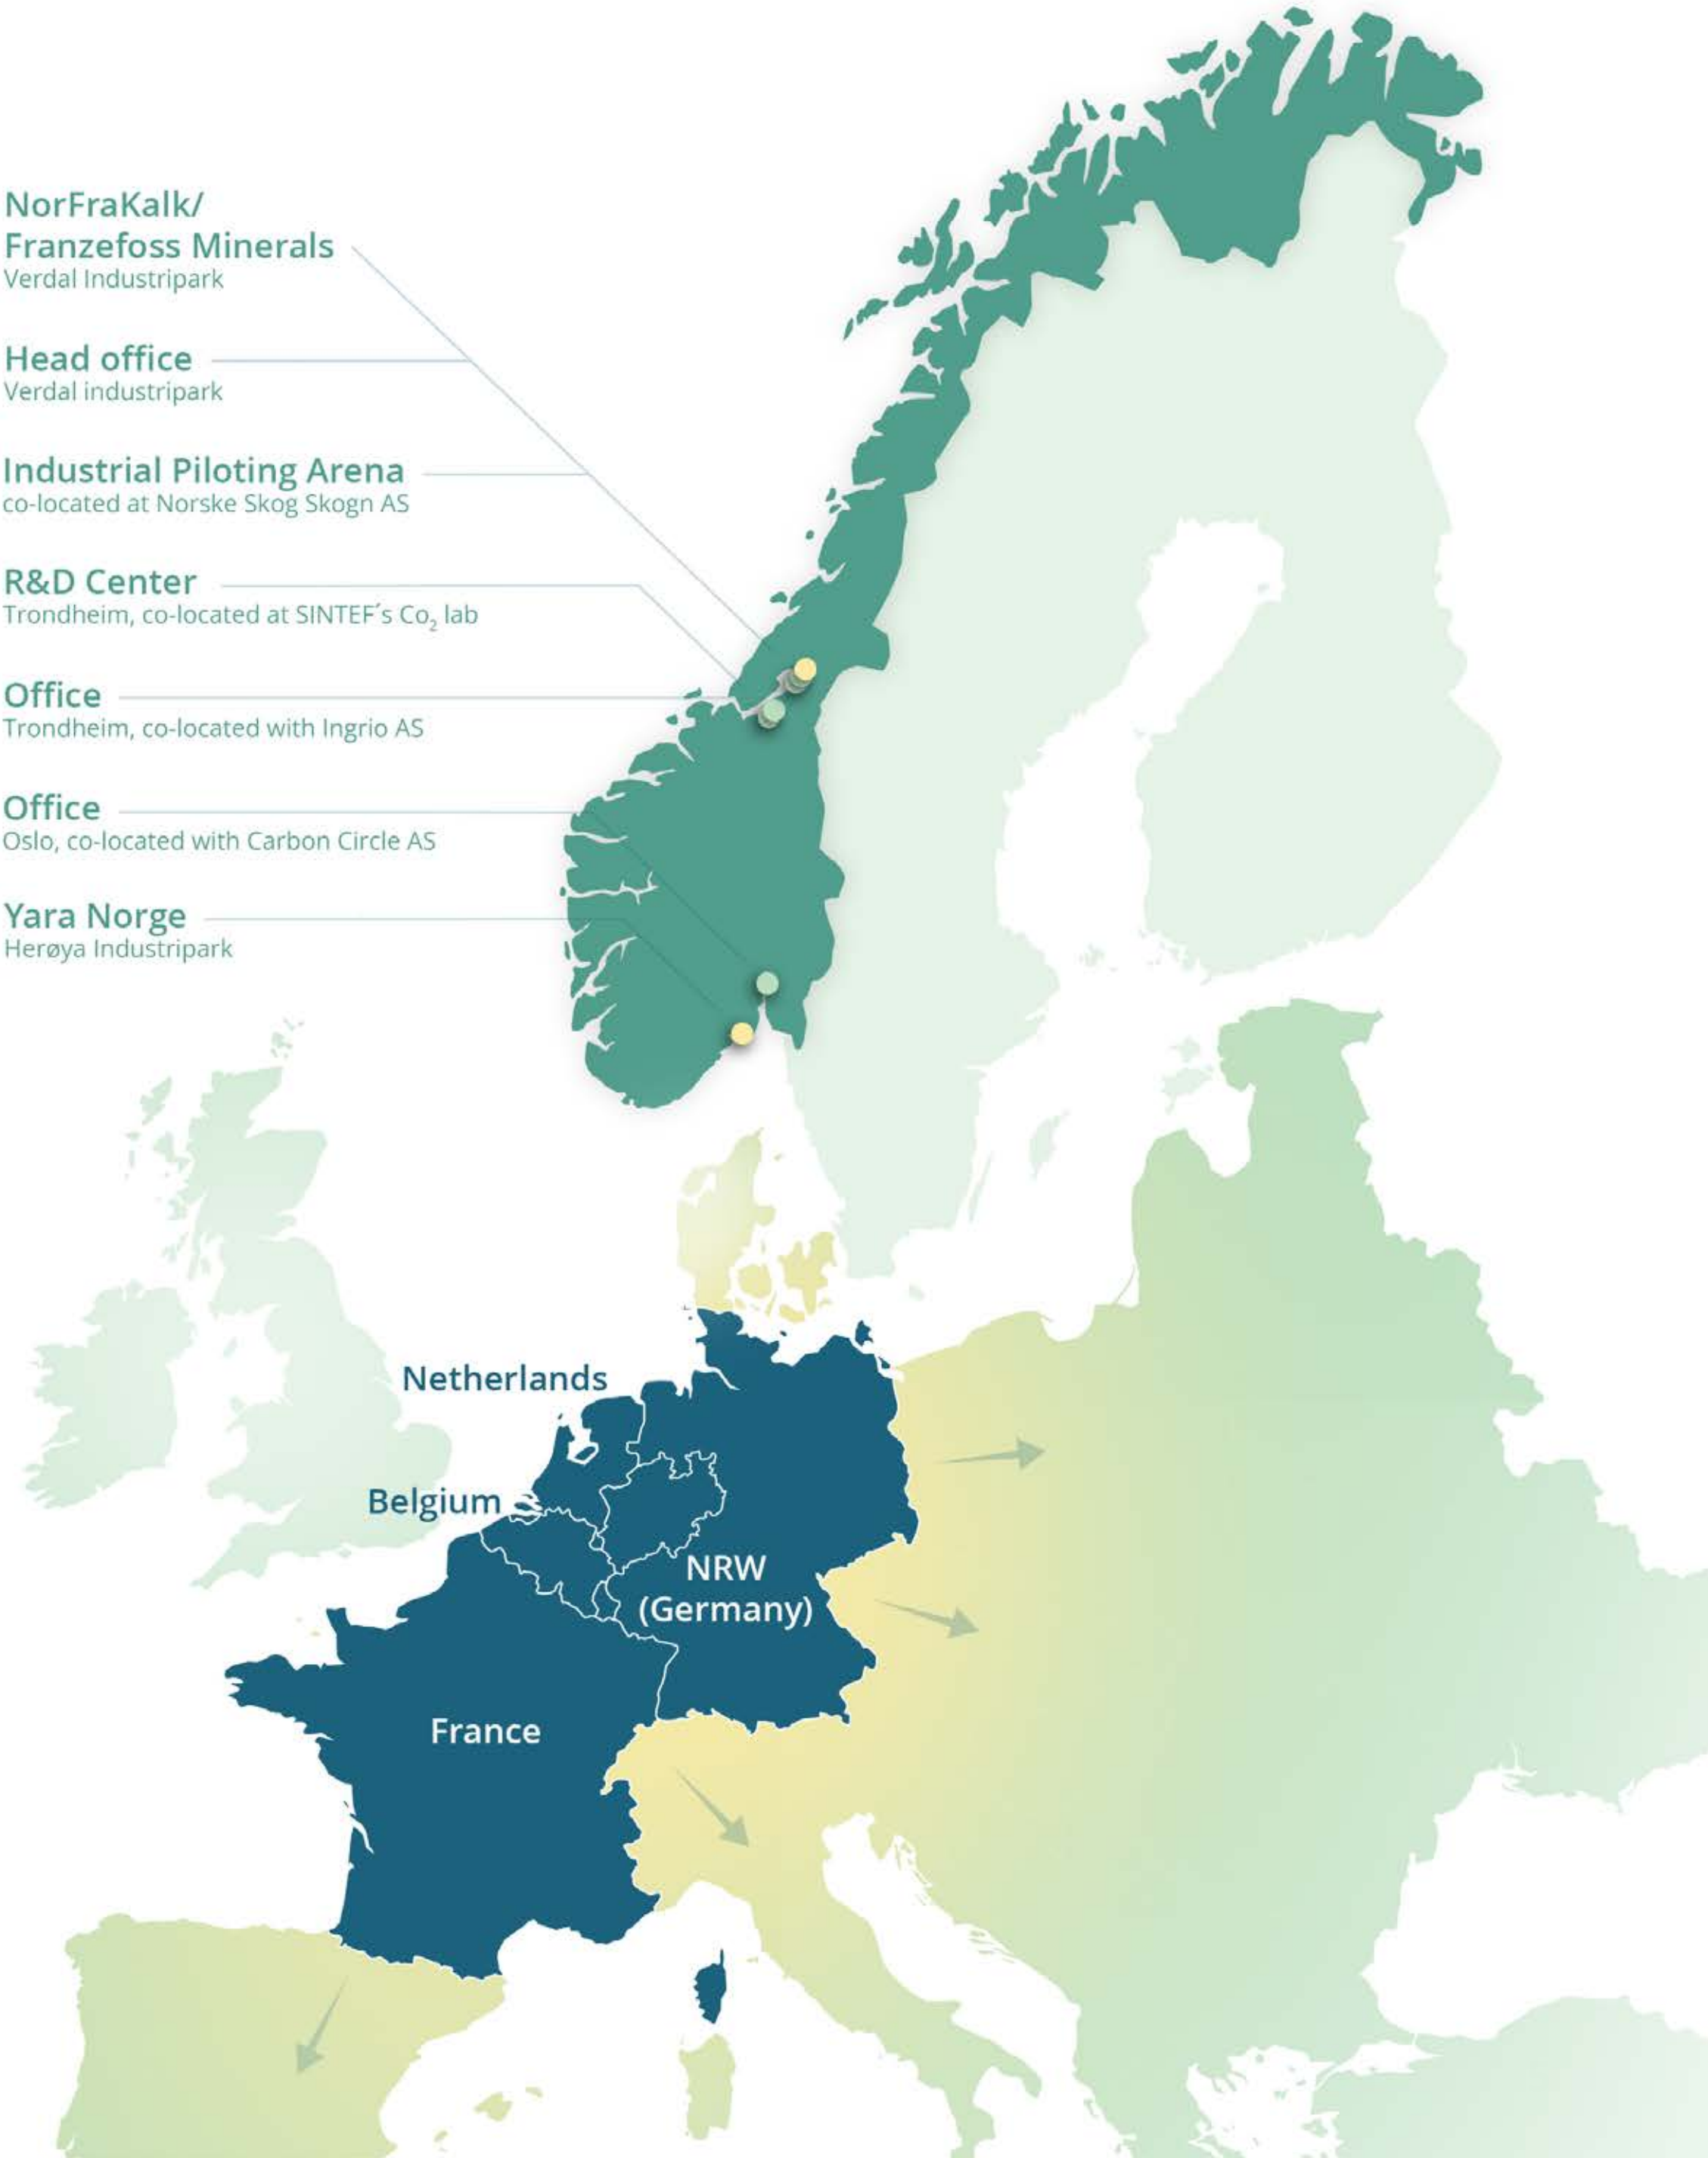 NorFraKalk/
Franzefoss Minerals
Verdal Industripark
Head office
Verdal industripark
Industrial Piloting Arena
co-located at Norske Skog Skogn AS
R&D Center
Trondheim, co-located at SINTEF´s Co₂ lab
Office
Trondheim, co-located with Ingrio AS
Office
Oslo, co-located with Carbon Circle AS
Yara Norge
Herøya Industripark
Netherlands
Belgium
NRW
(Germany)
France